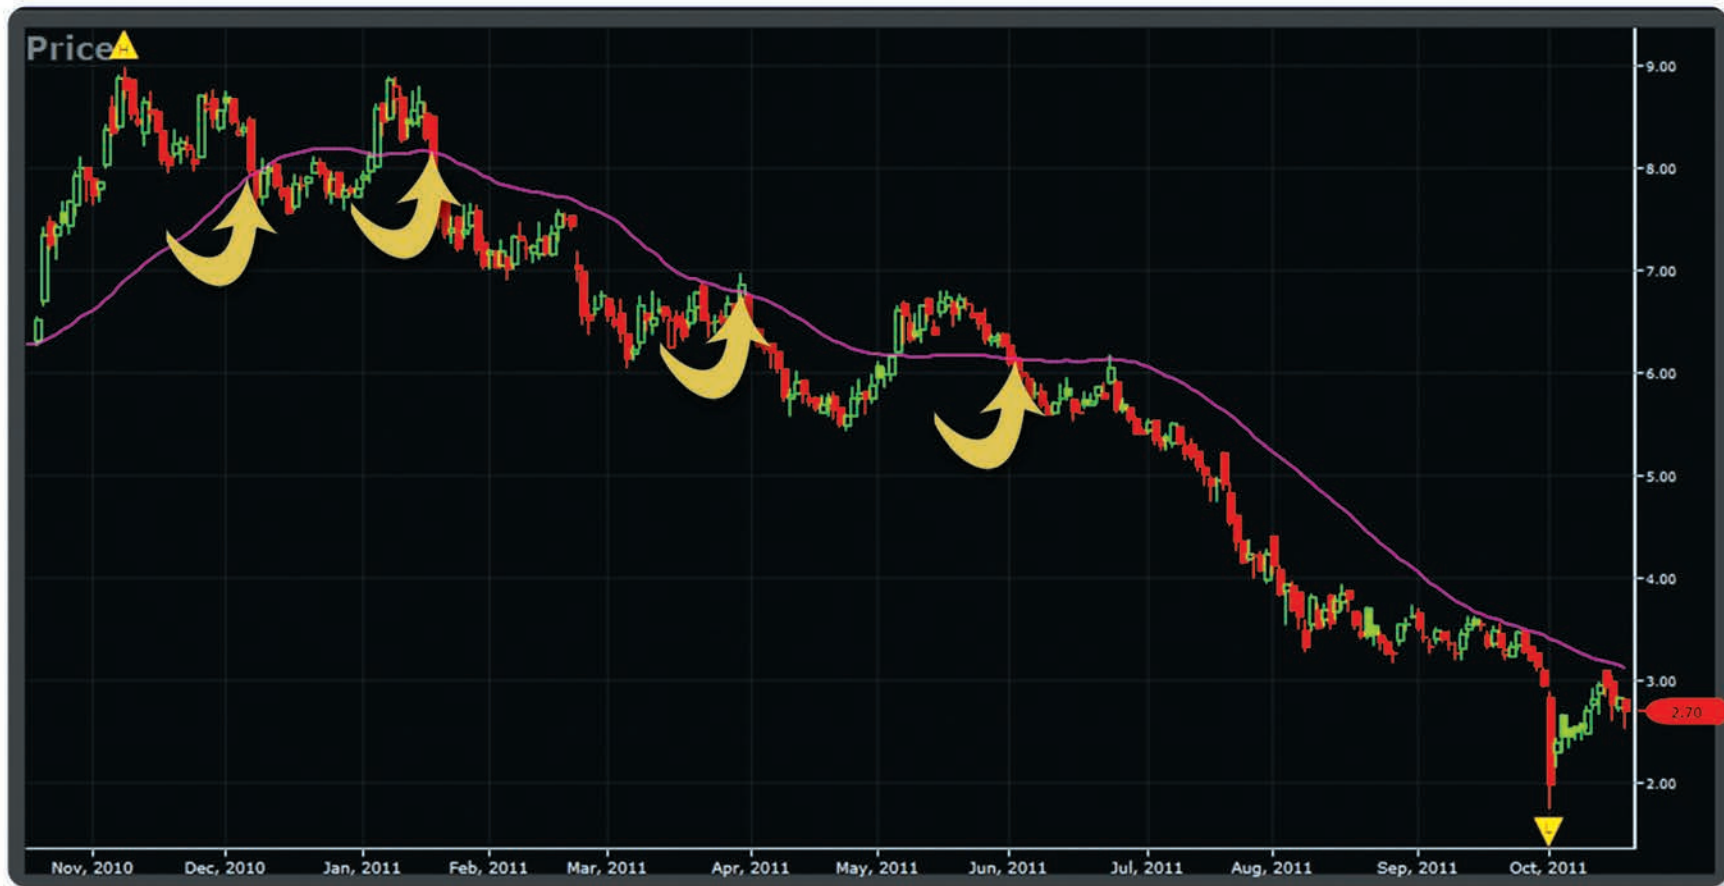 Price
H
9.00
8.00
7.00
6.00
5.00
4.00
3.00
2.70
2.00
L
Nov, 2010
Dec, 2010
Jan, 2011
Feb, 2011
Mar, 2011
Apr, 2011
May, 2011
Jun, 2011
Jul, 2011
Aug, 2011
Sep, 2011
Oct, 2011